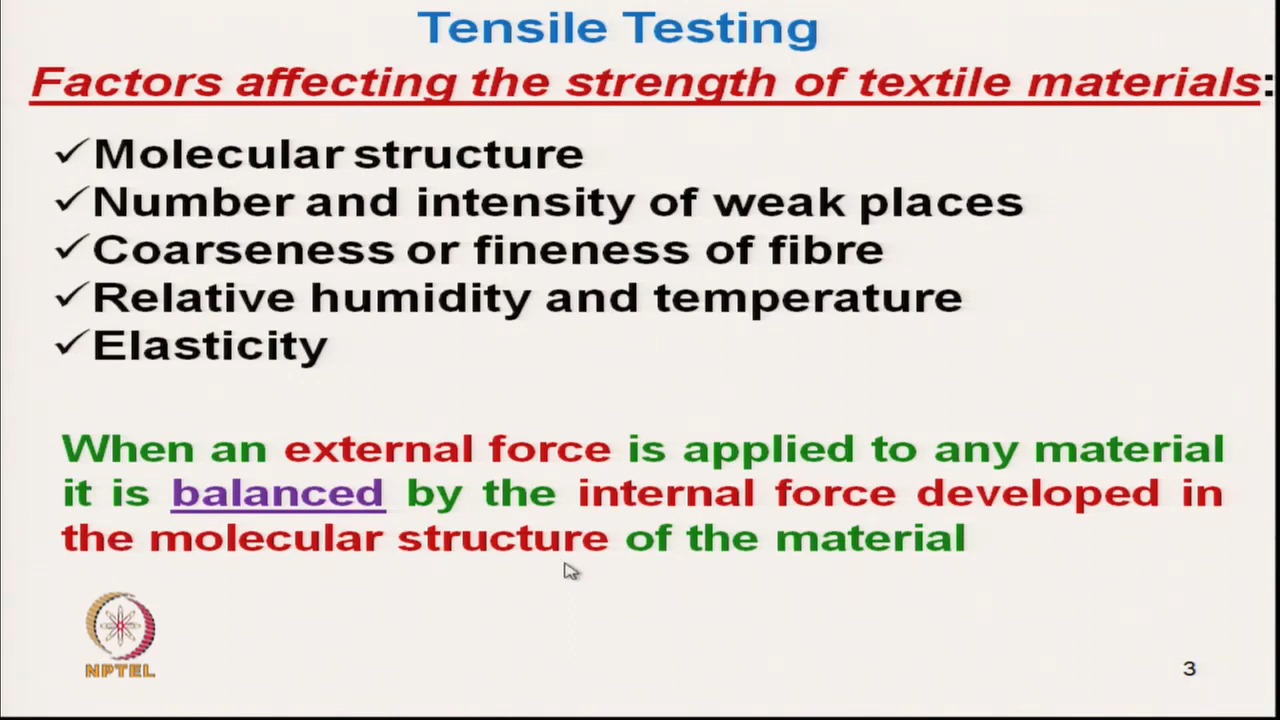 Tensile Testing
Factors affecting the strength of textile materials:
✓Molecular structure
✓Number and intensity of weak places
✓Coarseness or fineness of fibre
✓Relative humidity and temperature
✓Elasticity
When an external force is applied to any material
it is balanced by the internal force developed in
the molecular structure of the material
NPTEL
3